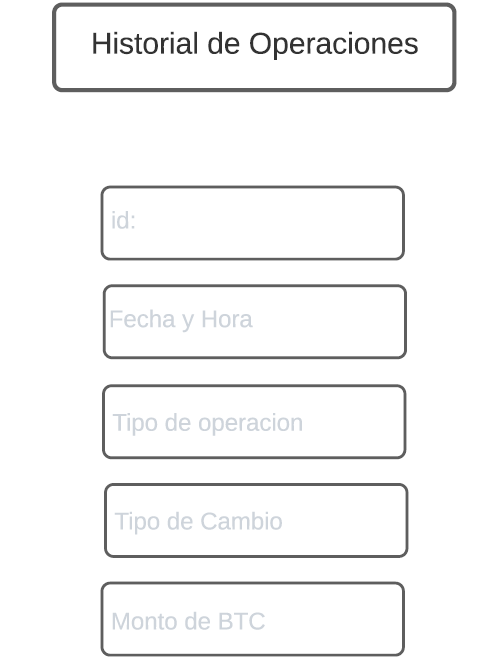 Historial de Operaciones
id:
Fecha y Hora
Tipo de operacion
Tipo de Cambio
Monto de BTC